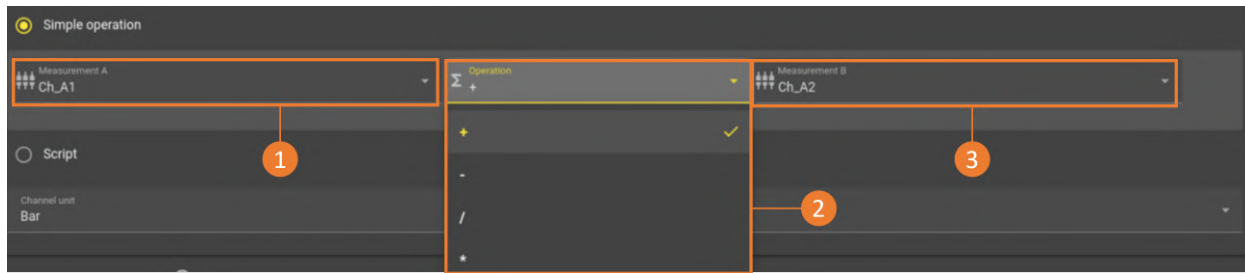 Simple operation
Measurement A
Ch_A1
Σ
Operation
+
Measurement B
Ch_A2
+
-
/
*
Script
1
2
3
Channel unit
Bar